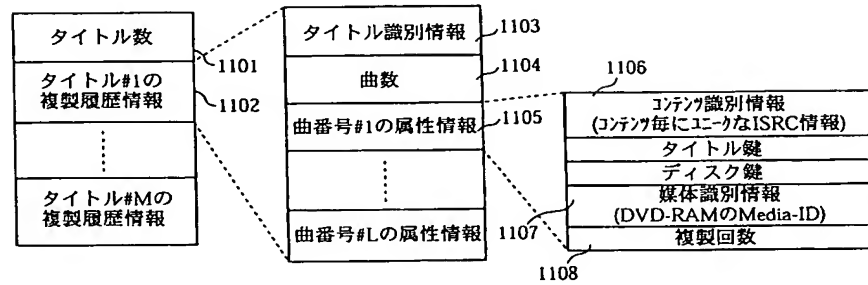 タイトル数
1101
タイトル#1の
複製履歴情報
1102
タイトル#Mの
複製履歴情報
タイトル識別情報
1103
曲数
1104
曲番号#1の属性情報
1105
曲番号#Lの属性情報
1106
コンテンツ識別情報
(コンテンツ毎にユニークなISRC情報)
タイトル鍵
ディスク鍵
媒体識別情報
(DVD-RAMのMedia-ID)
1107
複製回数
1108